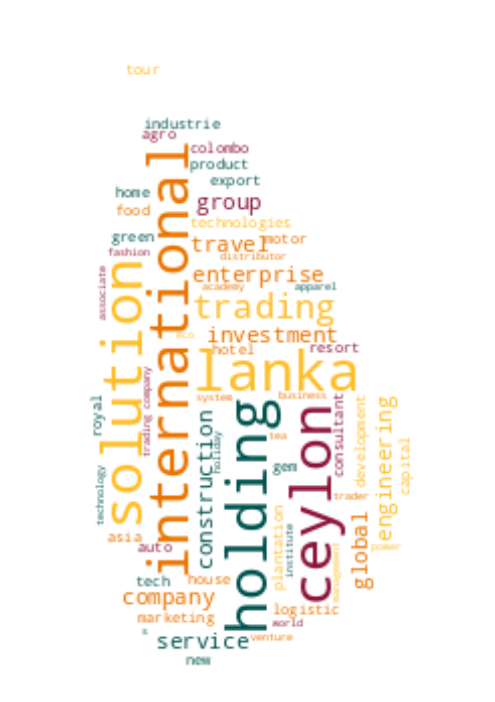 tour
industrie
agro
colombo
product
export
home
group
food
technologies
green
travel
motor
fashion
distributor
international
solution
associate
enterprise
academy
apparel
trading
eco
investment
hotel
resort
lanka
trading company
system
business
royal
holding
ceylon
consultant
development
engineering
construction
holiday
tea
capital
gem
technology
trader
plantation
institute
global
asia
auto
management
power
tech
house
company
logistic
marketing
world
s
service
venture
new